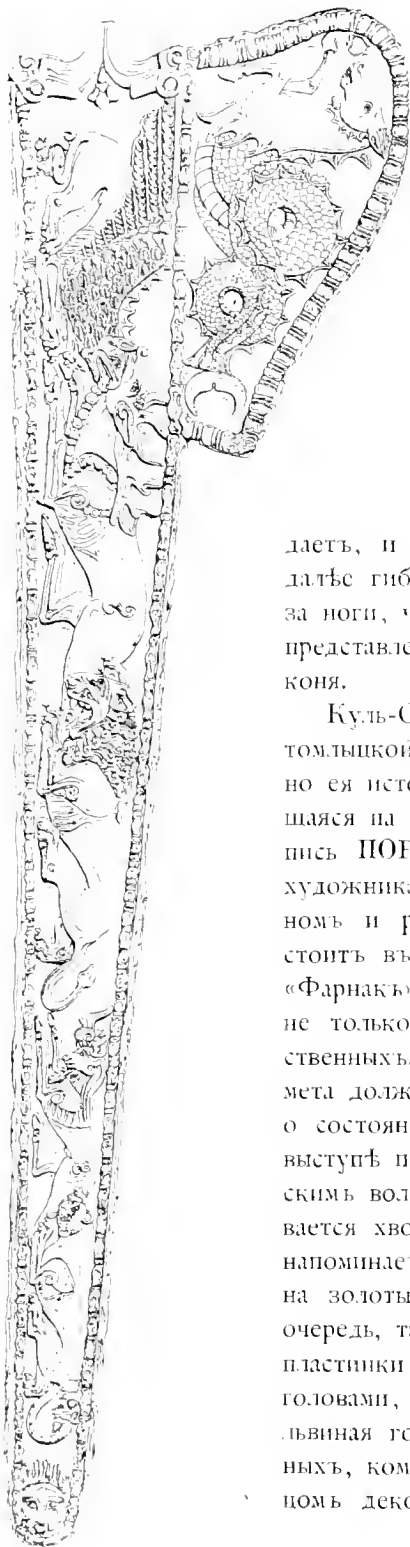 даетъ, и
далѣе гиб
за ноги, ч
представле
коня.
Куль-О
томлыцкой
но ея исто
щаяся на
пись ПОР
художника
номъ и р
стоитъ въ
«Фарнакъ»
не только
ственныхъ
мета долж
о состоян
выступѣ п
скимъ вол
вается хво
напоминае
на золоты
очередь, т
пластинки
головами,
львиная го
ныхъ, ком
номъ деко